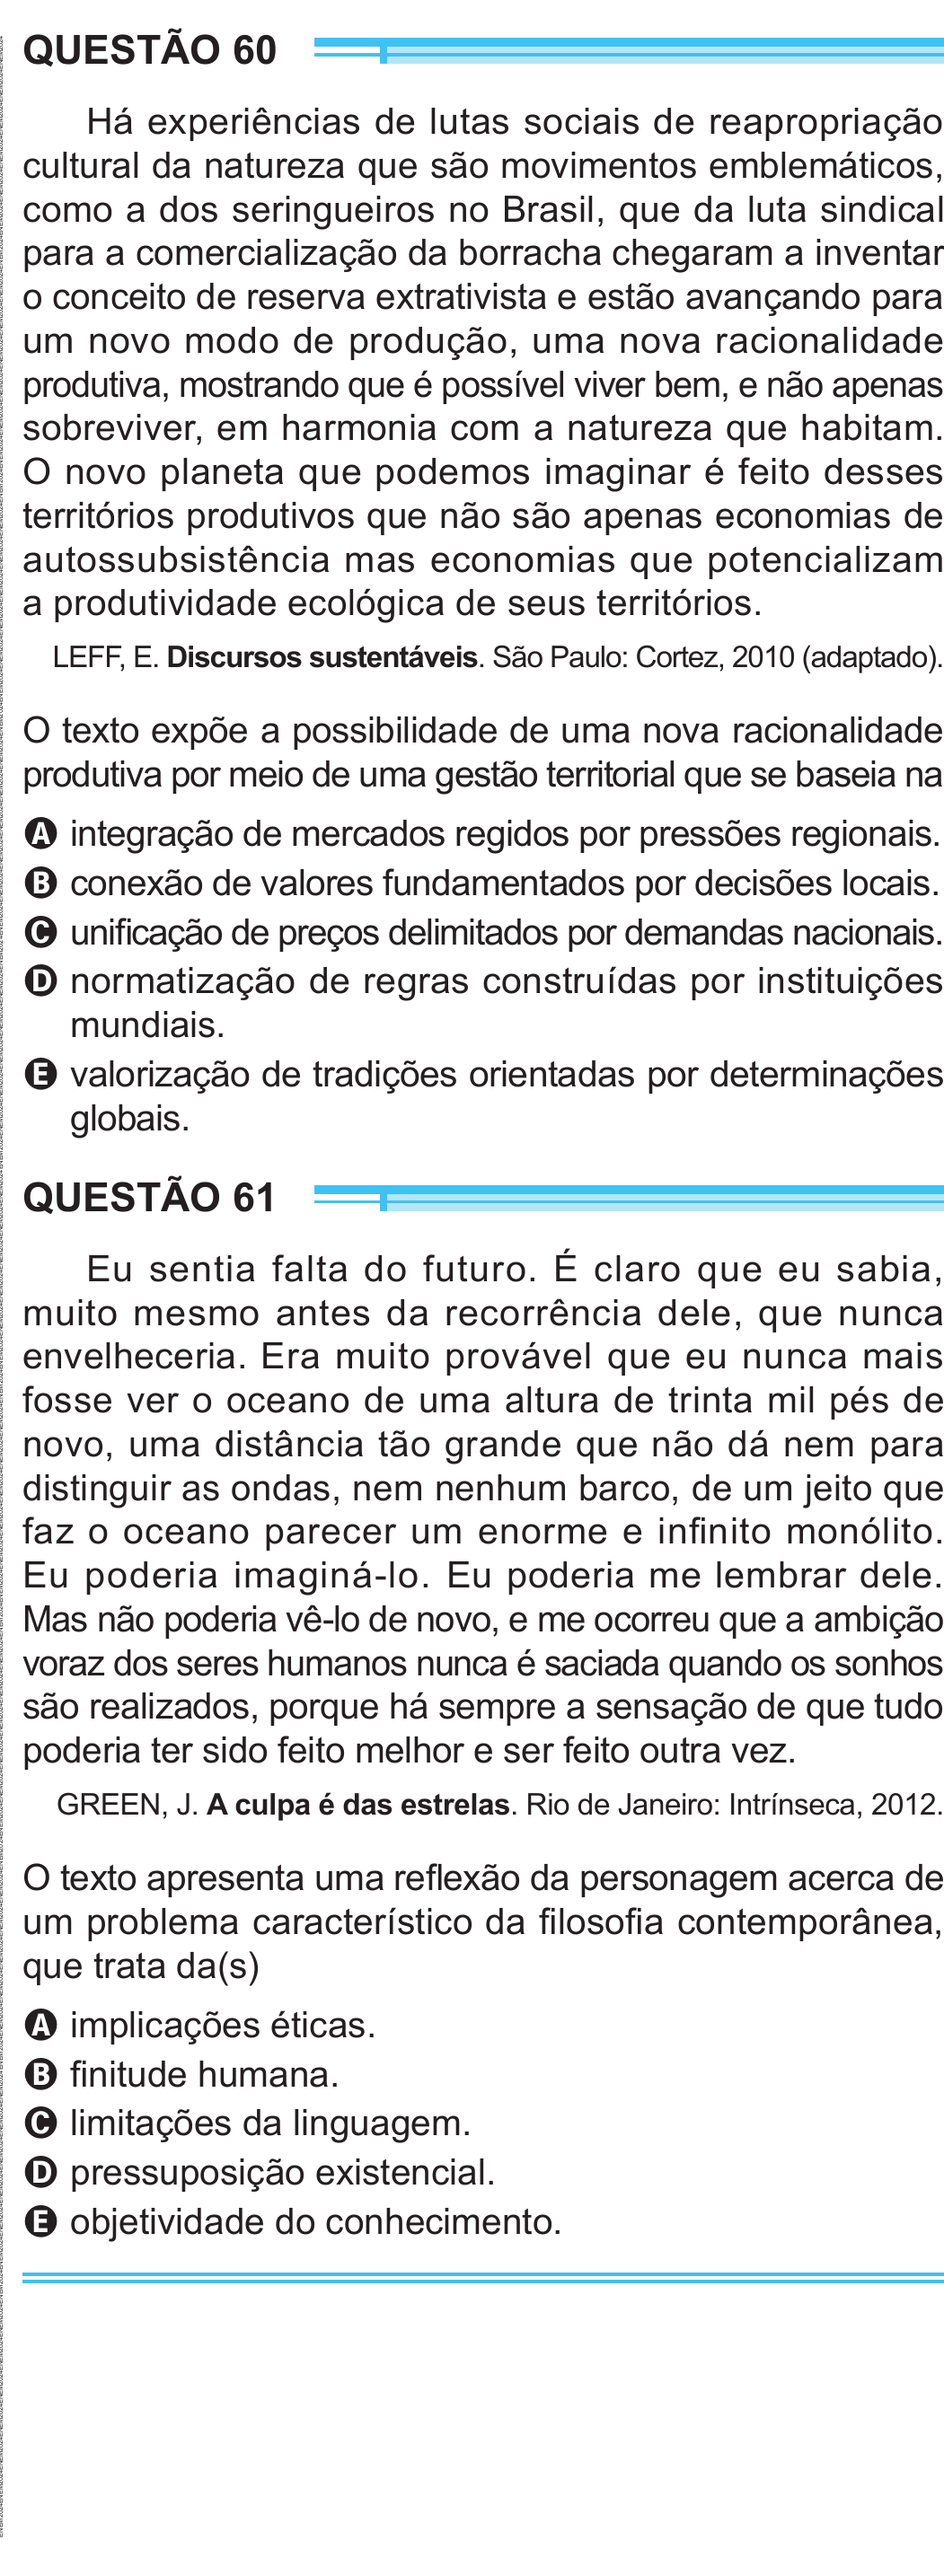 QUESTÃO 60
Há experiências de lutas sociais de reapropriação
cultural da natureza que são movimentos emblemáticos,
como a dos seringueiros no Brasil, que da luta sindical
para a comercialização da borracha chegaram a inventar
o conceito de reserva extrativista e estão avançando para
um novo modo de produção, uma nova racionalidade
produtiva, mostrando que é possível viver bem, e não apenas
sobreviver, em harmonia com a natureza que habitam.
O novo planeta que podemos imaginar é feito desses
territórios produtivos que não são apenas economias de
autossubsistência mas economias que potencializam
a produtividade ecológica de seus territórios.
LEFF, E. Discursos sustentáveis. São Paulo: Cortez, 2010 (adaptado).
O texto expõe a possibilidade de uma nova racionalidade
produtiva por meio de uma gestão territorial que se baseia na
A integração de mercados regidos por pressões regionais.
B conexão de valores fundamentados por decisões locais.
C unificação de preços delimitados por demandas nacionais.
D normatização de regras construídas por instituições
mundiais.
E valorização de tradições orientadas por determinações
globais.
QUESTÃO 61
Eu sentia falta do futuro. É claro que eu sabia,
muito mesmo antes da recorrência dele, que nunca
envelheceria. Era muito provável que eu nunca mais
fosse ver o oceano de uma altura de trinta mil pés de
novo, uma distância tão grande que não dá nem para
distinguir as ondas, nem nenhum barco, de um jeito que
faz o oceano parecer um enorme e infinito monólito.
Eu poderia imaginá-lo. Eu poderia me lembrar dele.
Mas não poderia vê-lo de novo, e me ocorreu que a ambição
voraz dos seres humanos nunca é saciada quando os sonhos
são realizados, porque há sempre a sensação de que tudo
poderia ter sido feito melhor e ser feito outra vez.
GREEN, J. A culpa é das estrelas. Rio de Janeiro: Intrínseca, 2012.
O texto apresenta uma reflexão da personagem acerca de
um problema característico da filosofia contemporânea,
que trata da(s)
A implicações éticas.
B finitude humana.
C limitações da linguagem.
D pressuposição existencial.
E objetividade do conhecimento.